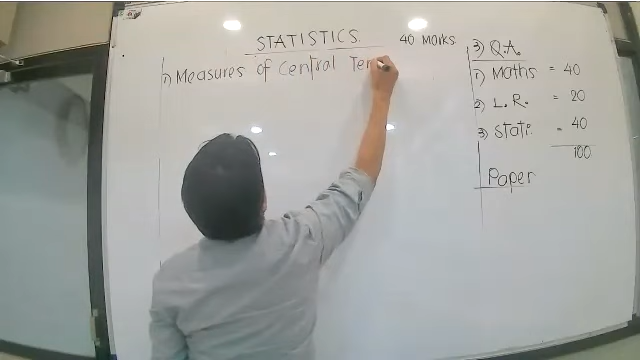 STATISTICS 40 Marks
1) Measures of Central Ten
3) Q.A.
1) Maths = 40
2) L.R. = 20
3) Stati. = 40
100
Paper